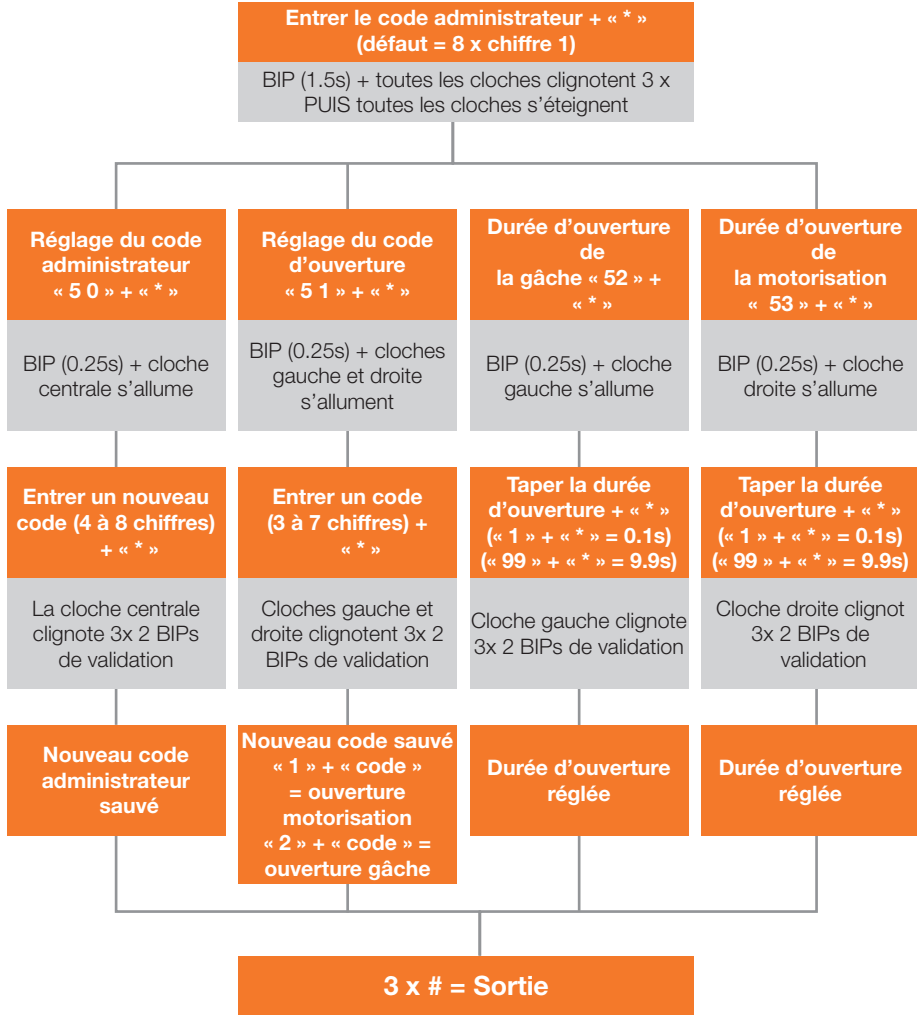 Entrer le code administrateur + « * »
(défaut = 8 x chiffre 1)
BIP (1.5s) + toutes les cloches clignotent 3 x
PUIS toutes les cloches s’éteignent
Réglage du code
administrateur
« 5 0 » + « * »
BIP (0.25s) + cloche
centrale s’allume
Entrer un nouveau
code (4 à 8 chiffres)
+ « * »
La cloche centrale
clignote 3x 2 BIPs
de validation
Nouveau code
administrateur
sauvé
Réglage du code
d’ouverture
« 5 1 » + « * »
BIP (0.25s) + cloches
gauche et droite
s’allument
Entrer un code
(3 à 7 chiffres) +
« * »
Cloches gauche et
droite clignotent 3x 2
BIPs de validation
Nouveau code sauvé
« 1 » + « code »
= ouverture
motorisation
« 2 » + « code » =
ouverture gâche
Durée d’ouverture
de
la gâche « 52 » +
« * »
BIP (0.25s) + cloche
gauche s’allume
Taper la durée
d’ouverture + « * »
(« 1 » + « * » = 0.1s)
(« 99 » + « * » = 9.9s)
Cloche gauche clignote
3x 2 BIPs de validation
Durée d’ouverture
réglée
Durée d’ouverture
de
la motorisation
«  53 » + « * »
BIP (0.25s) + cloche
droite s’allume
Taper la durée
d’ouverture + « * »
(« 1 » + « * » = 0.1s)
(« 99 » + « * » = 9.9s)
Cloche droite clignot
3x 2 BIPs de
validation
Durée d’ouverture
réglée
3 x # = Sortie